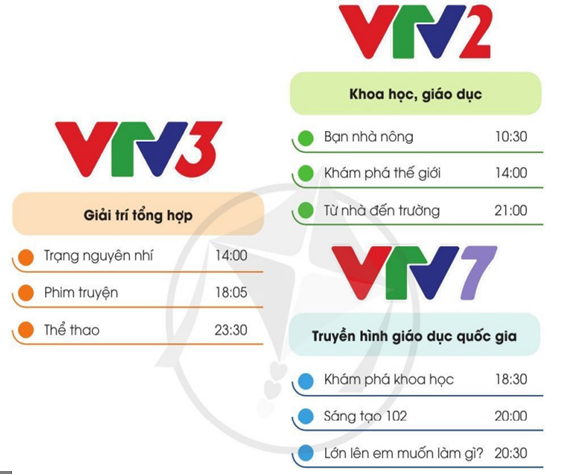 VTV3
Giải trí tổng hợp
Trạng nguyên nhí 14:00
Phim truyện 18:05
Thể thao 23:30
VTV2
Khoa học, giáo dục
Bạn nhà nông 10:30
Khám phá thế giới 14:00
Từ nhà đến trường 21:00
VTV7
Truyền hình giáo dục quốc gia
Khám phá khoa học 18:30
Sáng tạo 102 20:00
Lớn lên em muốn làm gì? 20:30